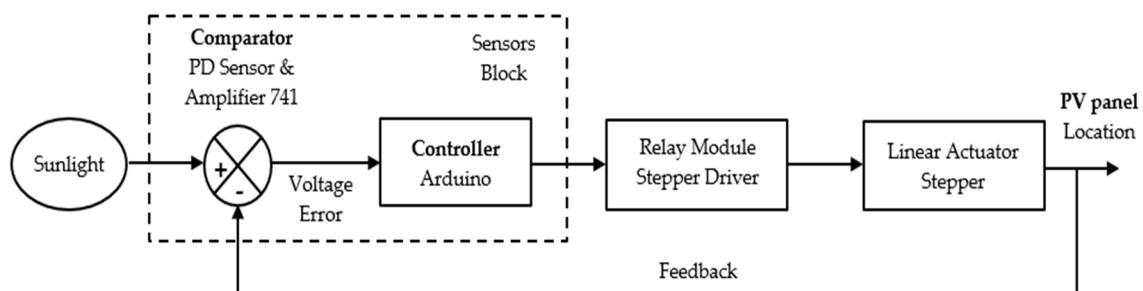 Comparator
PD Sensor &
Amplifier 741
Sensors
Block
Sunlight
+
-
Voltage
Error
Controller
Arduino
Relay Module
Stepper Driver
Linear Actuator
Stepper
PV panel
Location
Feedback